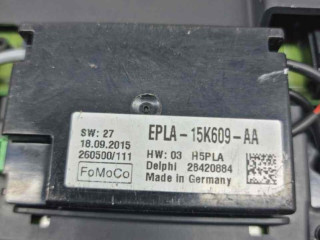 EPLA-15K609-AA
SW: 27
18.09.2015
260500/111
HW: 03 H5PLA
Delphi 28420884
FoMoCo
Made in Germany